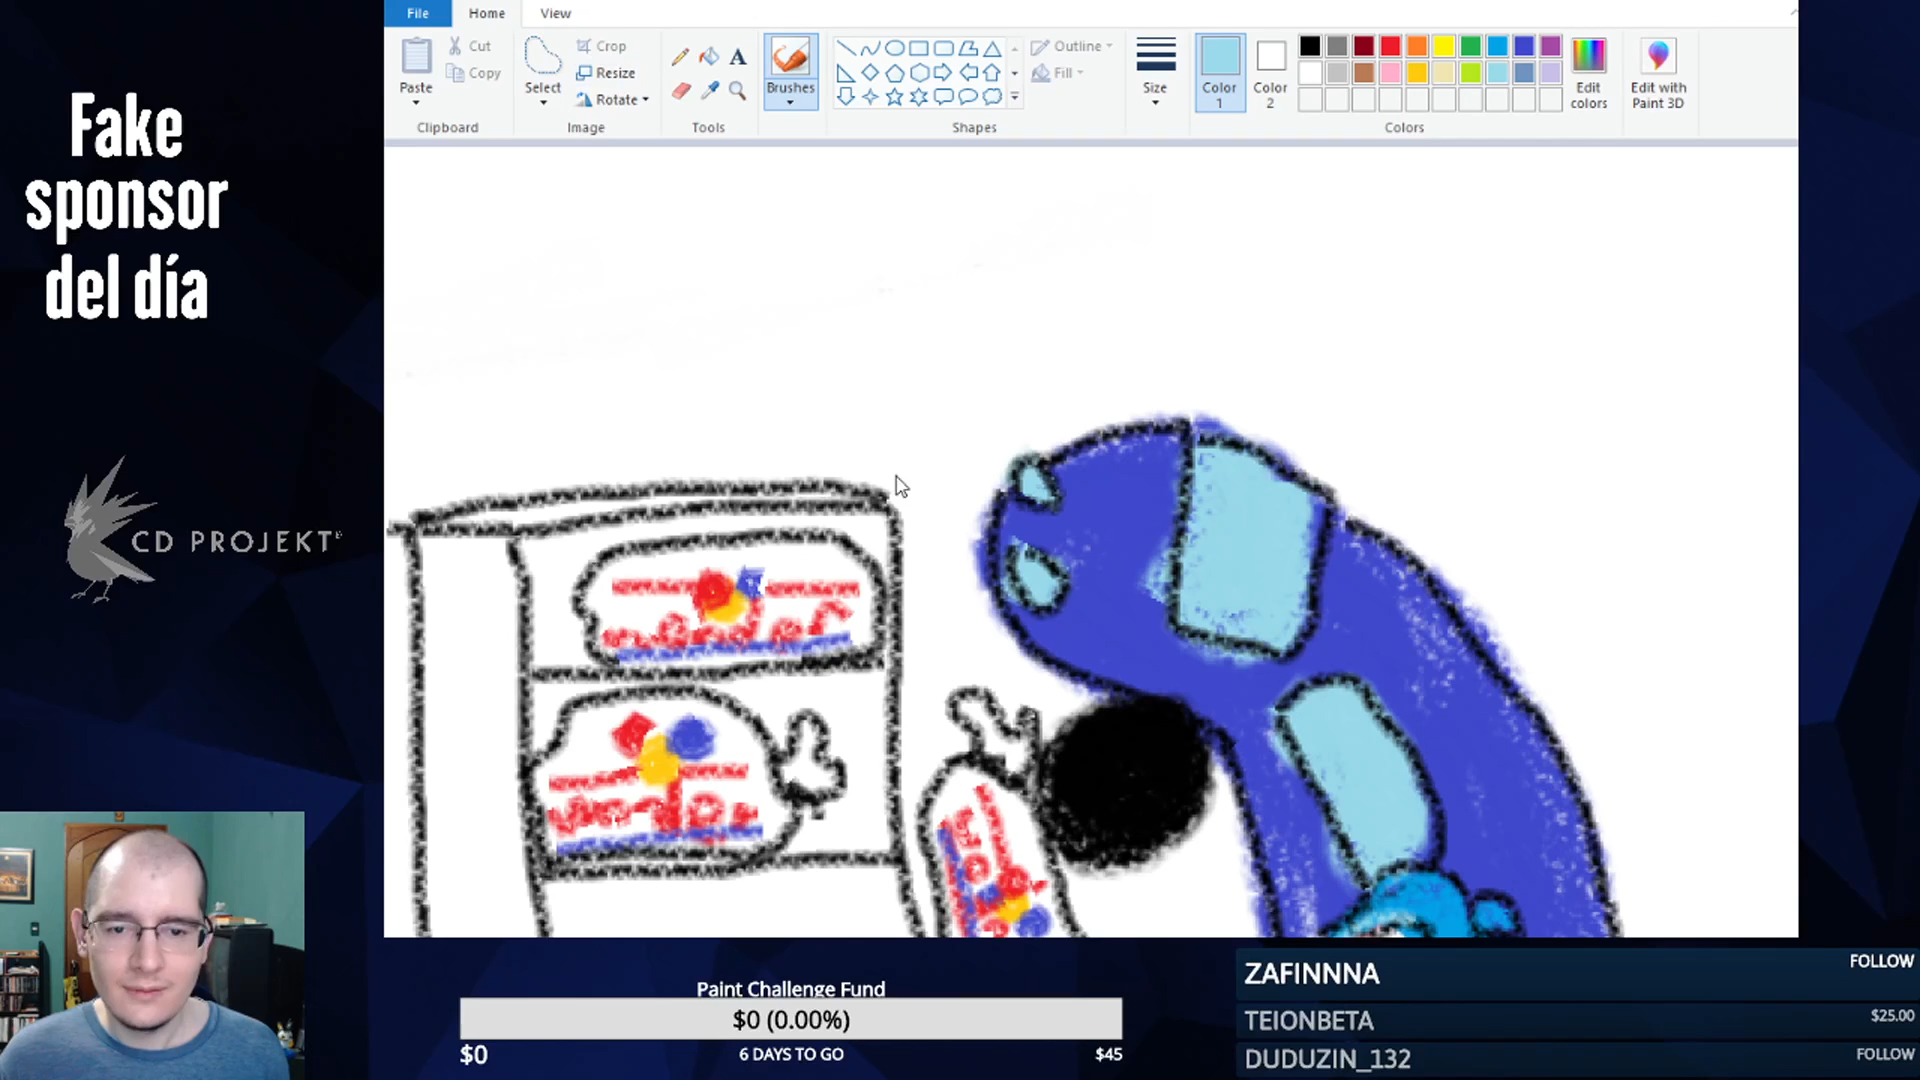 File Home View
Cut
Copy
Paste
Clipboard
Select
Crop
Resize
Rotate
Image
Tools
Brushes
Shapes
Outline
Fill
Size
Color 1
Color 2
Colors
Edit colors
Edit with Paint 3D
Fake
sponsor
del día
CD PROJEKT
Paint Challenge Fund
$0 (0.00%)
$0 6 DAYS TO GO $45
ZAFINNNA FOLLOW
TEIONBETA $25.00
DUDUZIN_132 FOLLOW